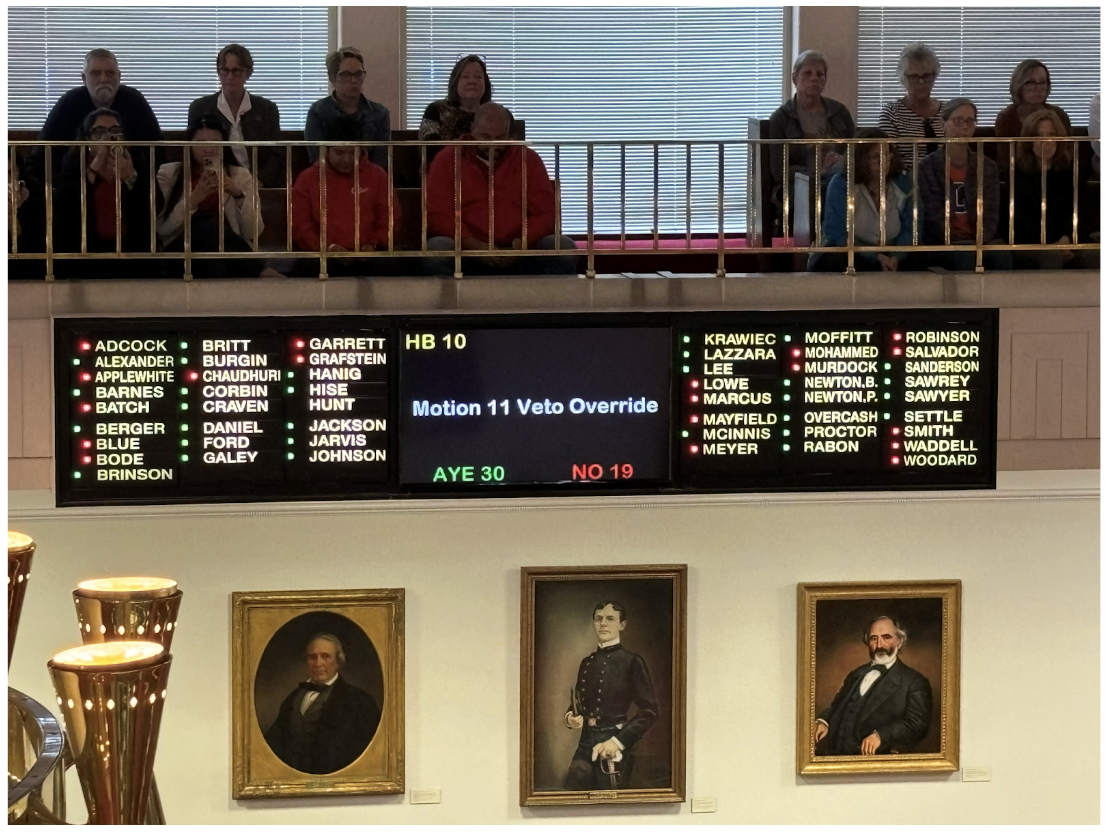 ADCOCK
ALEXANDER
APPLEWHITE
BARNES
BATCH
BERGER
BLUE
BODE
BRINSON
BRITT
BURGIN
CHAUDHURI
CORBIN
CRAVEN
DANIEL
FORD
GALEY
GARRETT
GRAFSTEIN
HANIG
HISE
HUNT
JACKSON
JARVIS
JOHNSON
HB 10
Motion 11 Veto Override
AYE 30 NO 19
KRAWIEC
LAZZARA
LEE
LOWE
MARCUS
MAYFIELD
MCINNIS
MEYER
MOFFITT
MOHAMMED
MURDOCK
NEWTON.B.
NEWTON.P.
OVERCASH
PROCTOR
RABON
ROBINSON
SALVADOR
SANDERSON
SAWREY
SAWYER
SETTLE
SMITH
WADDELL
WOODARD